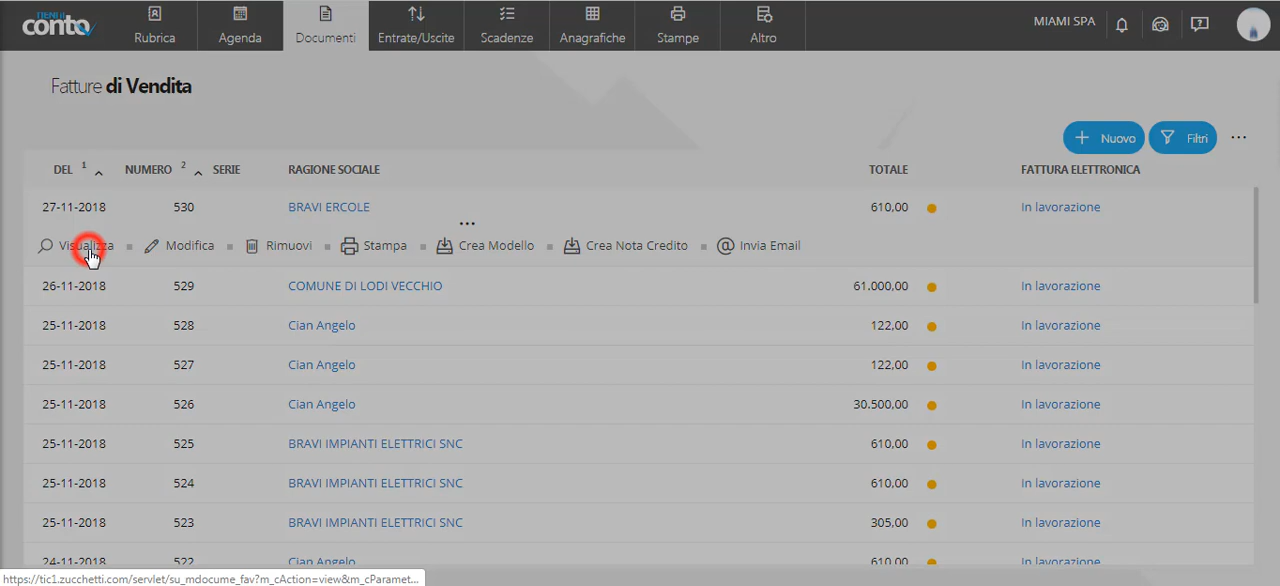 TIENI IL
conto
Rubrica
Agenda
Documenti
Entrate/Uscite
Scadenze
Anagrafiche
Stampe
Altro
MIAMI SPA
Fatture di Vendita
Nuovo
Filtri
DEL 1 NUMERO 2 SERIE RAGIONE SOCIALE TOTALE FATTURA ELETTRONICA
27-11-2018 530 BRAVI ERCOLE 610,00 In lavorazione
Visualizza Modifica Rimuovi Stampa Crea Modello Crea Nota Credito Invia Email
26-11-2018 529 COMUNE DI LODI VECCHIO 61.000,00 In lavorazione
25-11-2018 528 Cian Angelo 122,00 In lavorazione
25-11-2018 527 Cian Angelo 122,00 In lavorazione
25-11-2018 526 Cian Angelo 30.500,00 In lavorazione
25-11-2018 525 BRAVI IMPIANTI ELETTRICI SNC 610,00 In lavorazione
25-11-2018 524 BRAVI IMPIANTI ELETTRICI SNC 610,00 In lavorazione
25-11-2018 523 BRAVI IMPIANTI ELETTRICI SNC 305,00 In lavorazione
24-11-2018 522 Cian Angelo 610,00 In lavorazione
https://tic1.zucchetti.com/servlet/su_mdocume_fav?m_cAction=view&m_cParamet...